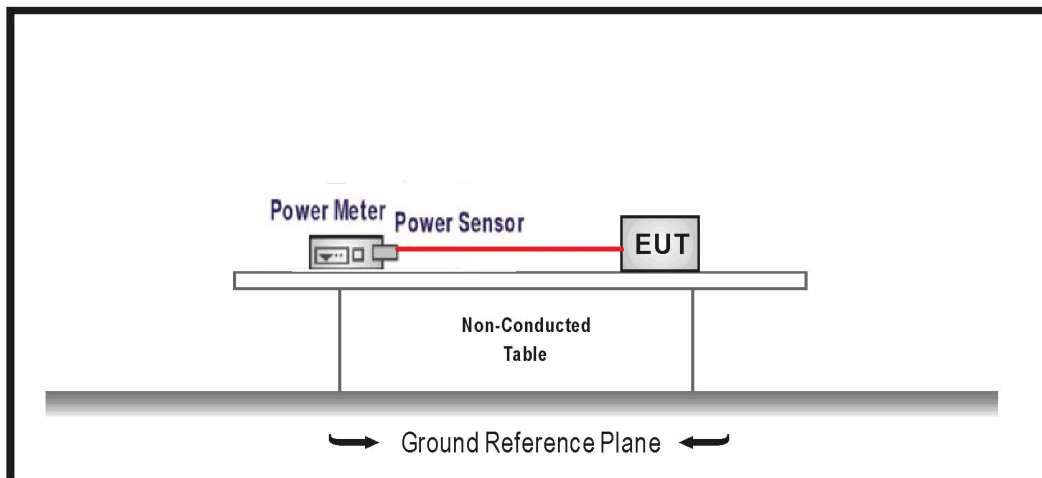 Power Meter
Power Sensor
EUT
Non-Conducted
Table
Ground Reference Plane